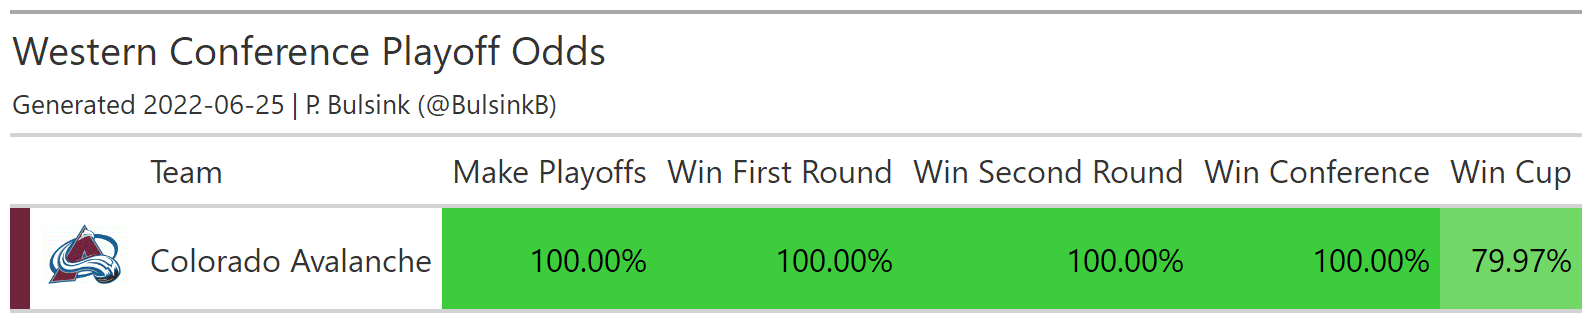 Western Conference Playoff Odds
Generated 2022-06-25 | P. Bulsink (@BulsinkB)
Team Make Playoffs Win First Round Win Second Round Win Conference Win Cup
Colorado Avalanche 100.00% 100.00% 100.00% 100.00% 79.97%